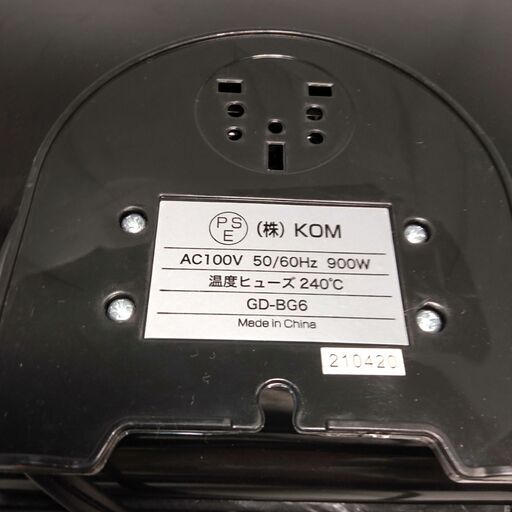 PSE (株) KOM
AC100V 50/60Hz 900W
温度ヒューズ 240℃
GD-BG6
Made in China
210420